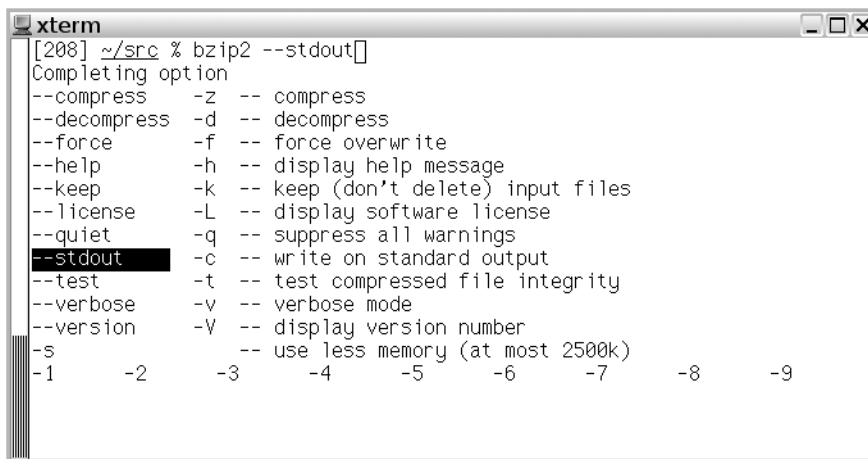 xterm
[208] ~/src % bzip2 --stdout
Completing option
--compress -z -- compress
--decompress -d -- decompress
--force -f -- force overwrite
--help -h -- display help message
--keep -k -- keep (don't delete) input files
--license -L -- display software license
--quiet -q -- suppress all warnings
--stdout -c -- write on standard output
--test -t -- test compressed file integrity
--verbose -v -- verbose mode
--version -V -- display version number
-s -- use less memory (at most 2500k)
-1 -2 -3 -4 -5 -6 -7 -8 -9